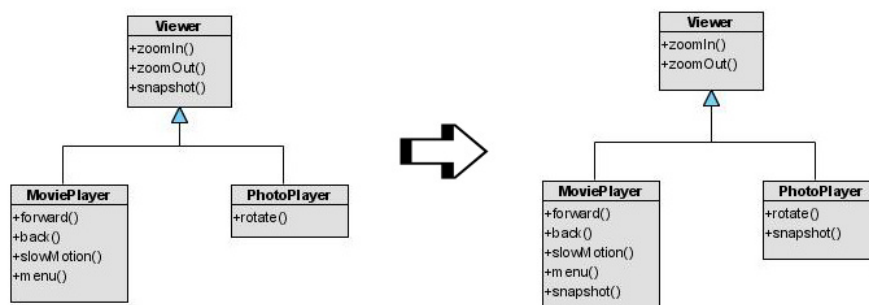 Viewer
+zoomIn()
+zoomOut()
+snapshot()
MoviePlayer
+forward()
+back()
+slowMotion()
+menu()
PhotoPlayer
+rotate()
Viewer
+zoomIn()
+zoomOut()
MoviePlayer
+forward()
+back()
+slowMotion()
+menu()
+snapshot()
PhotoPlayer
+rotate()
+snapshot()